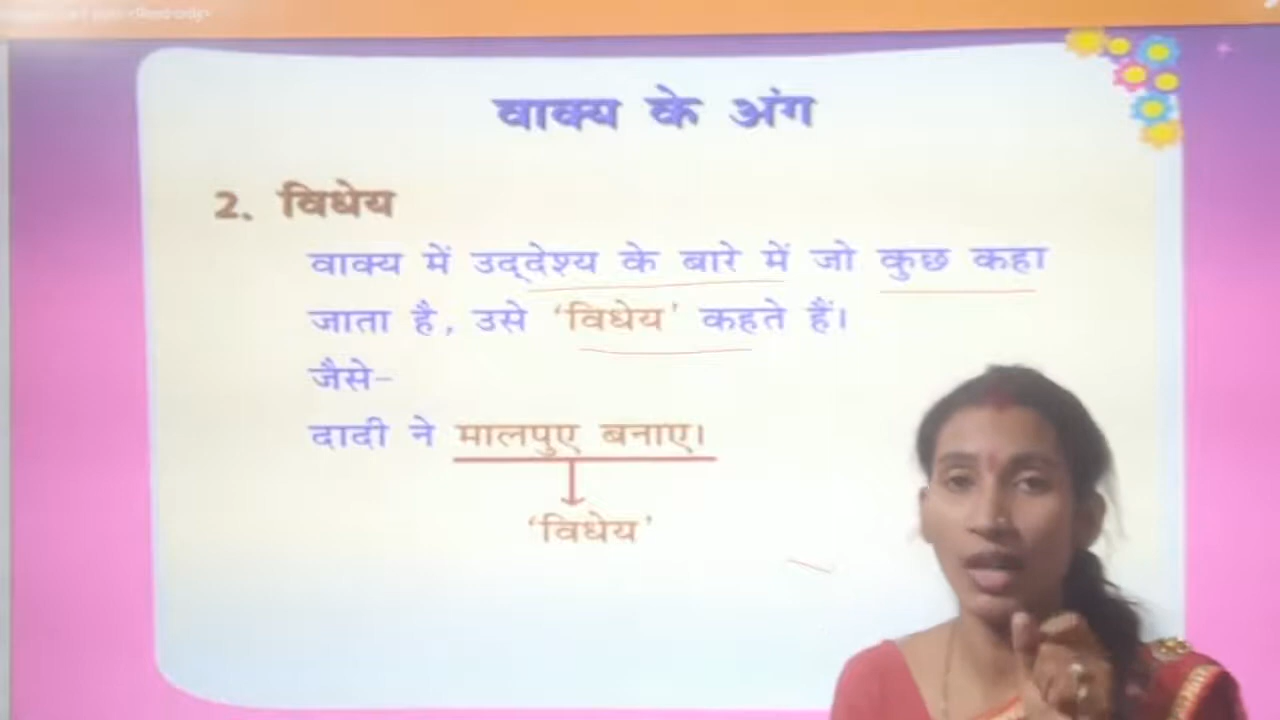 वाक्य के अंग
2. विधेय
वाक्य में उद्‌देश्य के बारे में जो कुछ कहा
जाता है, उसे 'विधेय' कहते हैं।
जैसे-
दादी ने मालपुए बनाए।
'विधेय'